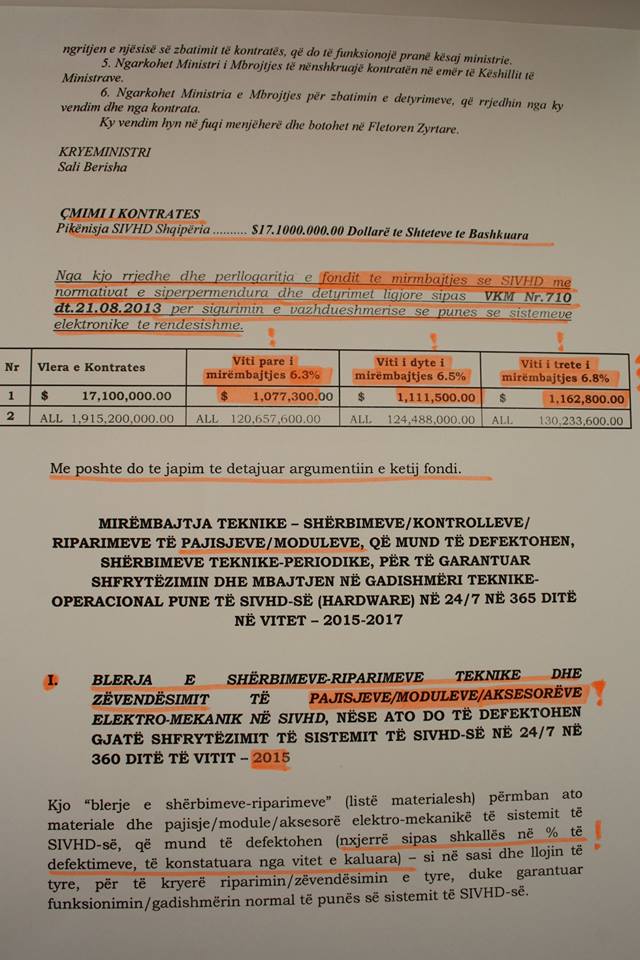 ngritjen e njësisë së zbatimit të kontratës, që do të funksionojë pranë kësaj ministrie.
5. Ngarkohet Ministri i Mbrojtjes të nënshkruajë kontratën në emër të Këshillit të
Ministrave.
6. Ngarkohet Ministria e Mbrojtjes për zbatimin e detyrimeve, që rrjedhin nga ky
vendim dhe nga kontrata.
Ky vendim hyn në fuqi menjëherë dhe botohet në Fletoren Zyrtare.
KRYEMINISTRI
Sali Berisha
ÇMIMI I KONTRATES
Pikënisja SIVHD Shqipëria .......... $17.1000.000.00 Dollarë te Shteteve te Bashkuara
Nga kjo rrjedhe dhe perllogaritja e fondit te mirmbajtjes se SIVHD me
normativat e siperpermendura dhe detyrimet ligjore sipas VKM Nr.710
dt.21.08.2013 per sigurimin e vazhdueshmerise se punes se sistemeve
elektronike te rendesishme.
! ! !
Nr Vlera e Kontrates Viti pare i mirëmbajtjes 6.3% Viti i dyte i mirëmbajtjes 6.5% Viti i trete i mirëmbajtjes 6.8%
1 $ 17,100,000.00 $ 1,077,300.00 $ 1,111,500.00 $ 1,162,800.00
2 ALL 1,915,200,000.00 ALL 120,657,600.00 ALL 124,488,000.00 ALL 130,233,600.00
Me poshte do te japim te detajuar argumentiin e ketij fondi.
MIRËMBAJTJA TEKNIKE – SHËRBIMEVE/KONTROLLEVE/
RIPARIMEVE TË PAJISJEVE/MODULEVE, QË MUND TË DEFEKTOHEN,
SHËRBIMEVE TEKNIKE-PERIODIKE, PËR TË GARANTUAR
SHFRYTËZIMIN DHE MBAJTJEN NË GADISHMËRI TEKNIKE-
OPERACIONAL PUNE TË SIVHD-SË (HARDWARE) NË 24/7 NË 365 DITË
NË VITET – 2015-2017
I. BLERJA E SHËRBIMEVE-RIPARIMEVE TEKNIKE DHE
ZËVENDËSIMIT TË PAJISJEVE/MODULEVE/AKSESORËVE !
ELEKTRO-MEKANIK NË SIVHD, NËSE ATO DO TË DEFEKTOHEN
GJATË SHFRYTËZIMIT TË SISTEMIT TË SIVHD-SË NË 24/7 NË
360 DITË TË VITIT – 2015
Kjo “blerje e shërbimeve-riparimeve” (listë materialesh) përmban ato
materiale dhe pajisje/module/aksesorë elektro-mekanikë të sistemit të
SIVHD-së, që mund të defektohen (nxjerrë sipas shkallës në % të !
defektimeve, të konstatuara nga vitet e kaluara) – si në sasi dhe llojin të
tyre, për të kryerë riparimin/zëvendësimin e tyre, duke garantuar
funksionimin/gadishmërin normal të punës së sistemit të SIVHD-së.